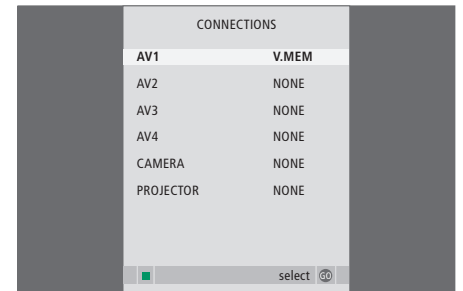 CONNECTIONS
AV1 V.MEM
AV2 NONE
AV3 NONE
AV4 NONE
CAMERA NONE
PROJECTOR NONE
select GO